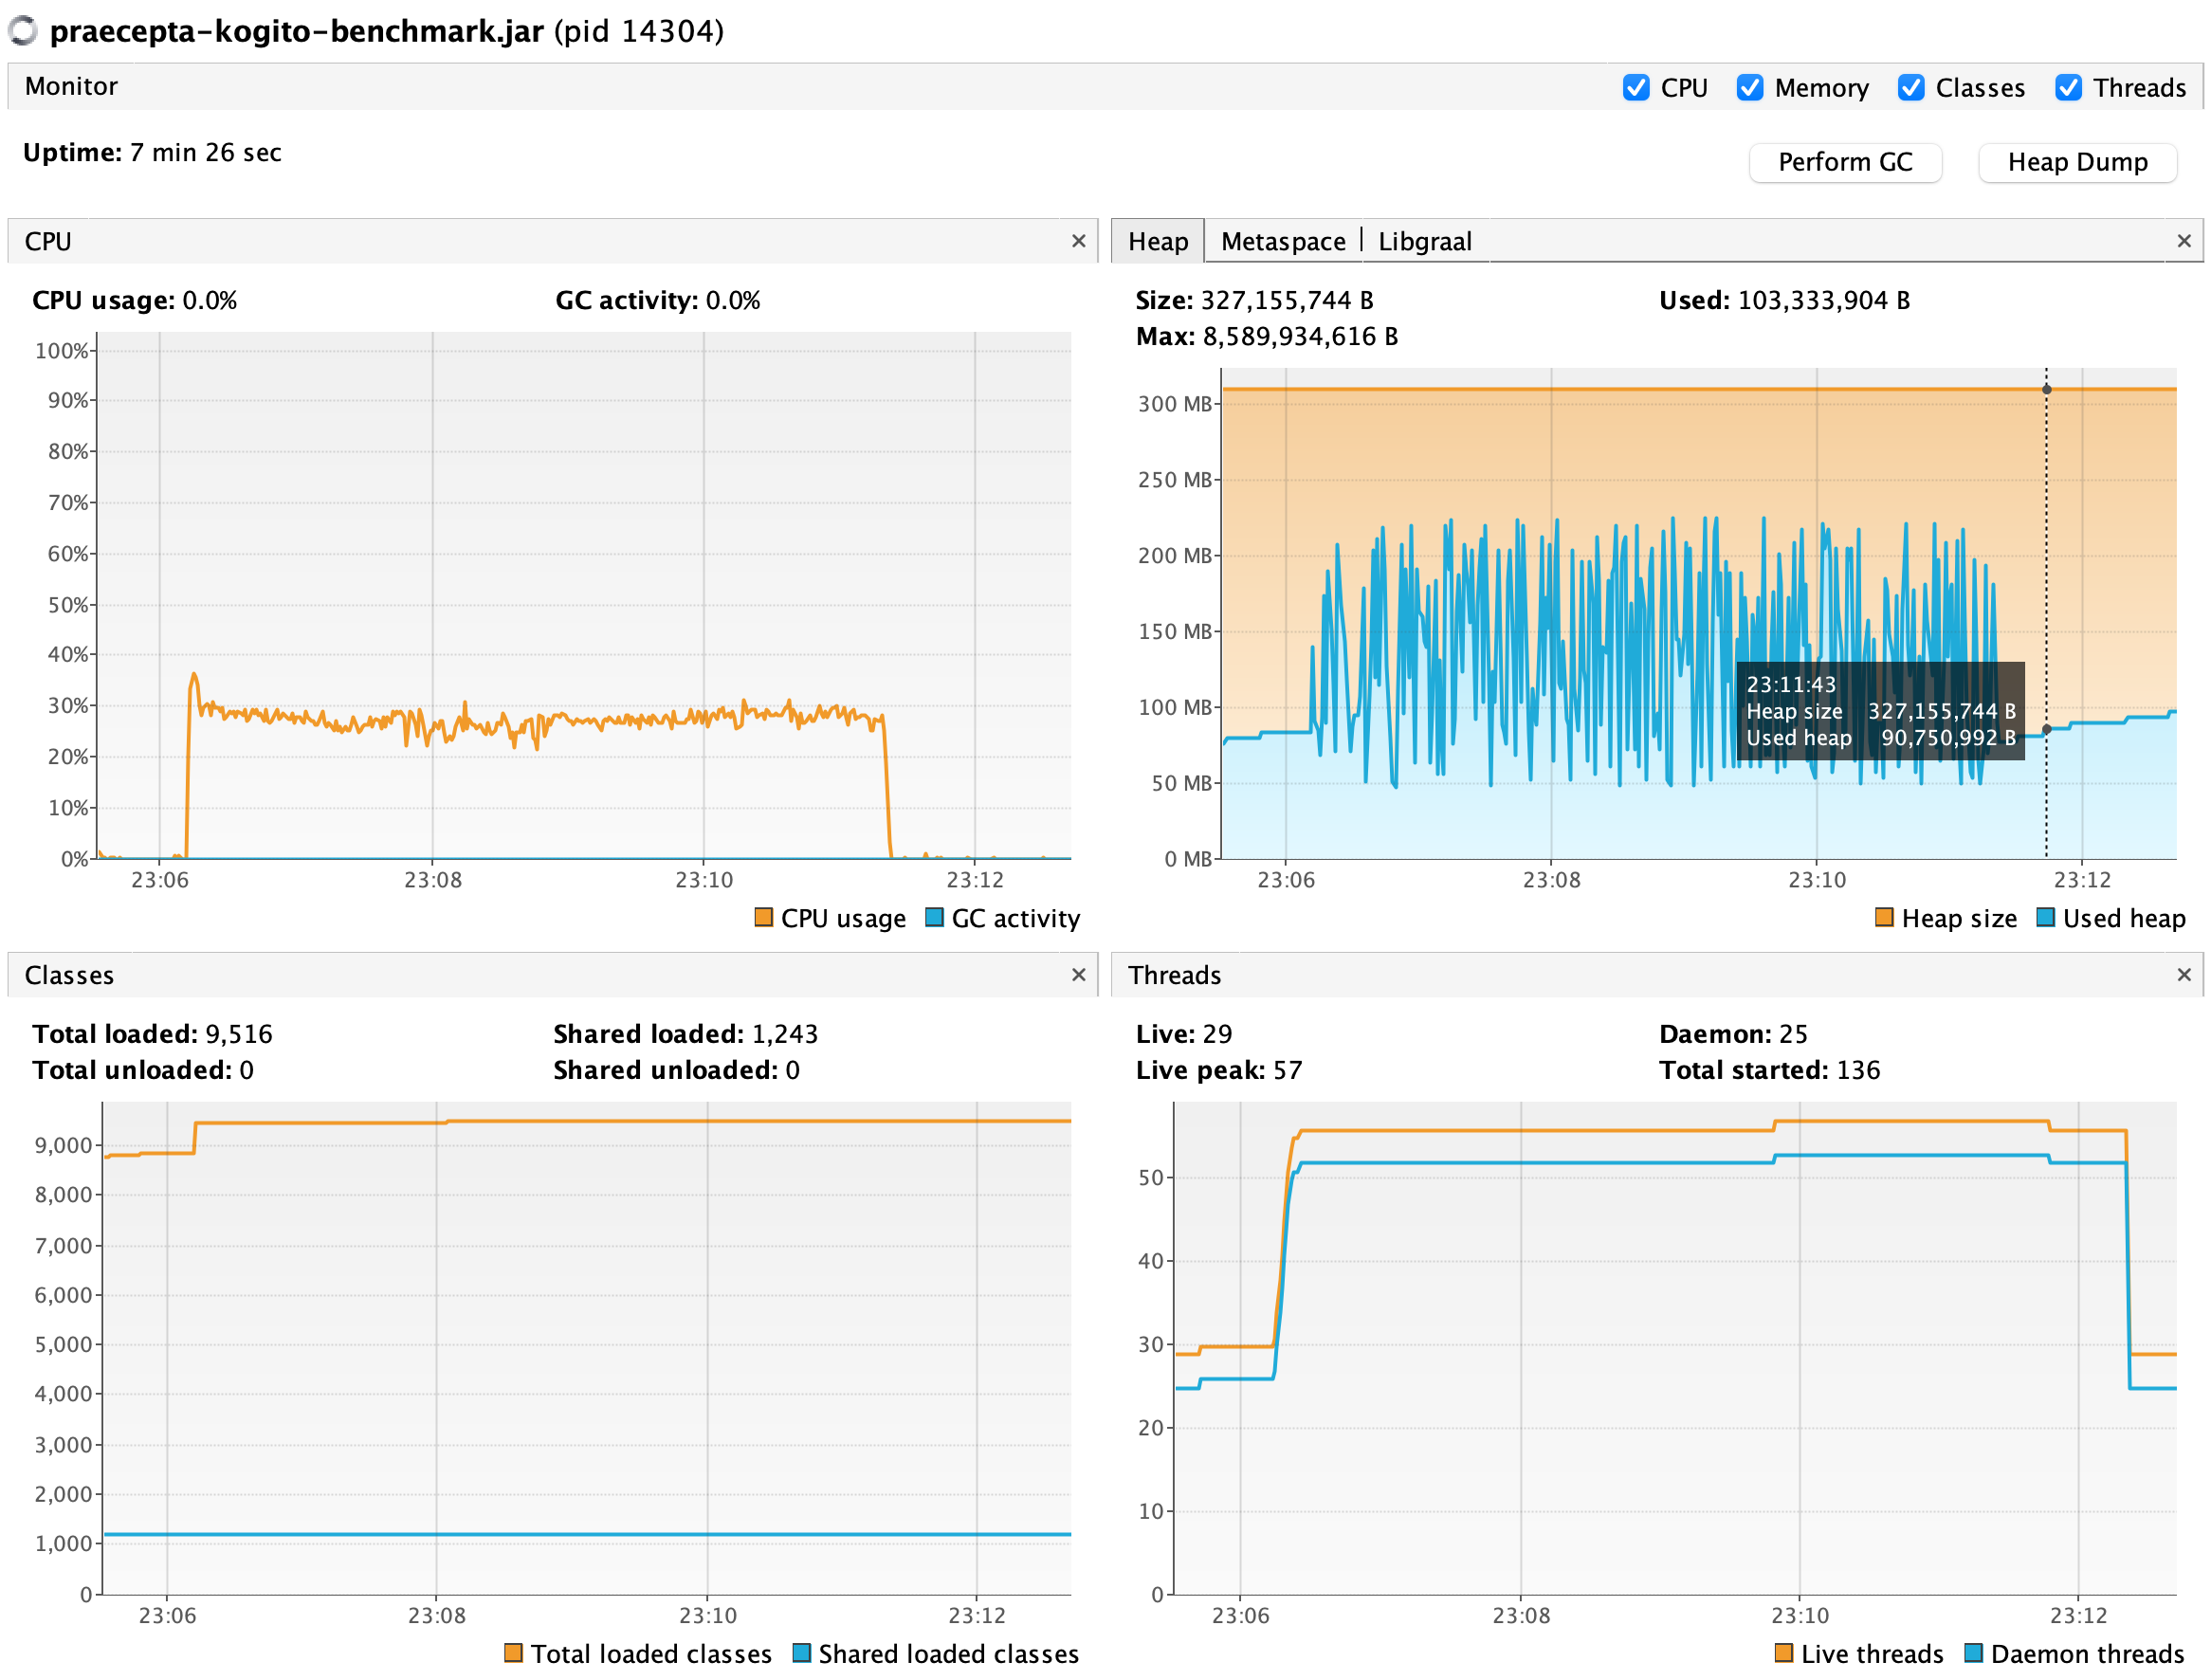 praecepta-kogito-benchmark.jar (pid 14304)
Monitor
CPU Memory Classes Threads
Uptime: 7 min 26 sec
Perform GC Heap Dump
CPU
CPU usage: 0.0% GC activity: 0.0%
100%
90%
80%
70%
60%
50%
40%
30%
20%
10%
0%
23:06 23:08 23:10 23:12
CPU usage GC activity
Heap Metaspace Libgraal
Size: 327,155,744 B Used: 103,333,904 B
Max: 8,589,934,616 B
300 MB
250 MB
200 MB
150 MB
100 MB
50 MB
0 MB
23:11:43
Heap size 327,155,744 B
Used heap 90,750,992 B
23:06 23:08 23:10 23:12
Heap size Used heap
Classes
Total loaded: 9,516 Shared loaded: 1,243
Total unloaded: 0 Shared unloaded: 0
9,000
8,000
7,000
6,000
5,000
4,000
3,000
2,000
1,000
0
23:06 23:08 23:10 23:12
Total loaded classes Shared loaded classes
Threads
Live: 29 Daemon: 25
Live peak: 57 Total started: 136
50
40
30
20
10
0
23:06 23:08 23:10 23:12
Live threads Daemon threads